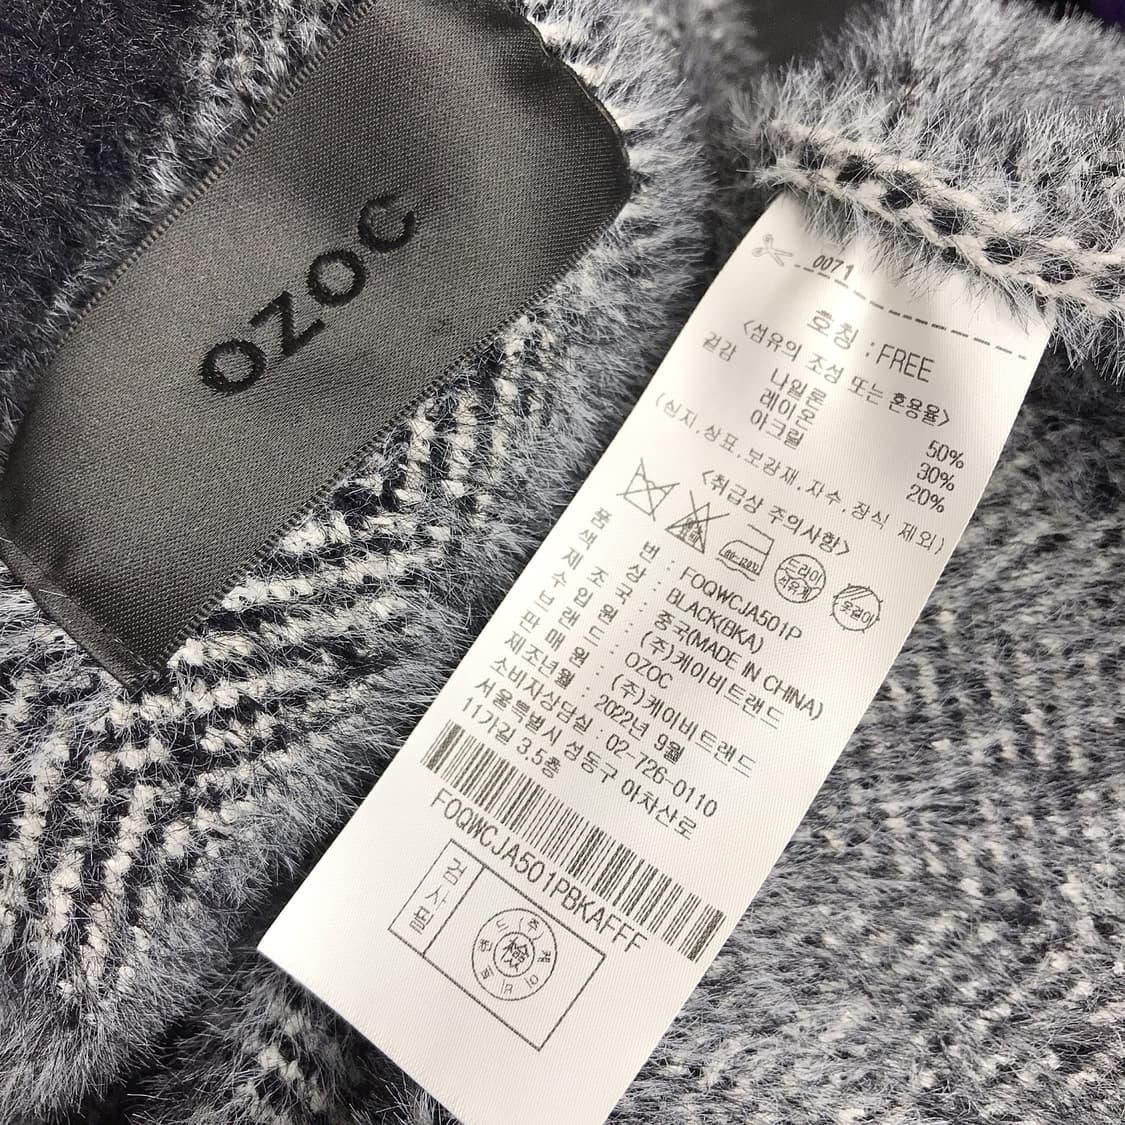 OZOC
0071
호칭 : FREE
<섬유의 조성 또는 혼용율>
겉감
나일론 50%
레이온 30%
아크릴 20%
(심지,상표,보강재,자수,장식 제외)
<취급상 주의사항>
80~120℃
드라이
석유계
옷걸이
품 번 : FOQWCJA501P
색 상 : BLACK(BKA)
제 조 국 : 중국(MADE IN CHINA)
수 입 원 : (주)케이비트랜드
브 랜 드 : OZOC
판 매 원 : (주)케이비트랜드
제조년월 : 2022년 9월
소비자상담실 : 02-726-0110
서울특별시 성동구 아차산로
11가길 3,5층
FOQWCJA501PBKAFFF
검사필
檢